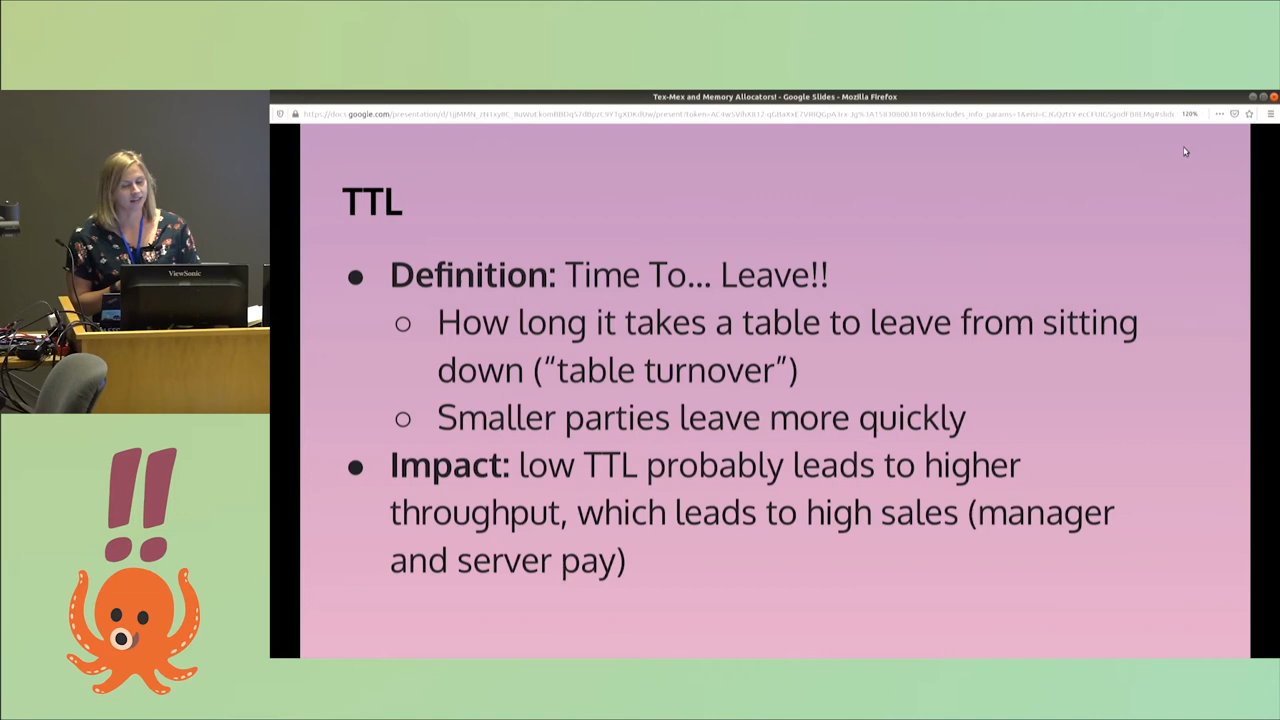 Tex-Mex and Memory Allocators! - Google Slides - Mozilla Firefox
120%
ViewSonic
TTL
● Definition: Time To... Leave!!
○ How long it takes a table to leave from sitting
down (“table turnover”)
○ Smaller parties leave more quickly
● Impact: low TTL probably leads to higher
throughput, which leads to high sales (manager
and server pay)
!!